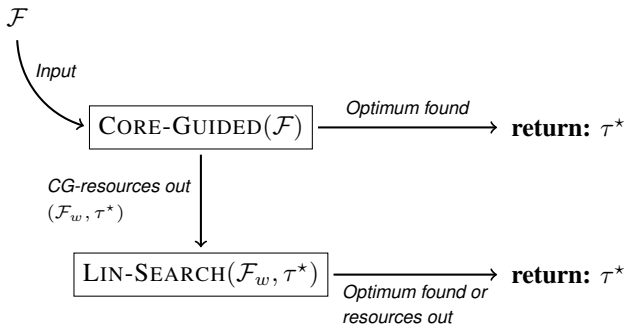 𝓕
Input
CORE-GUIDED(𝓕)
Optimum found
return: τ⋆
CG-resources out
(𝓕_w, τ⋆)
LIN-SEARCH(𝓕_w, τ⋆)
Optimum found or
resources out
return: τ⋆